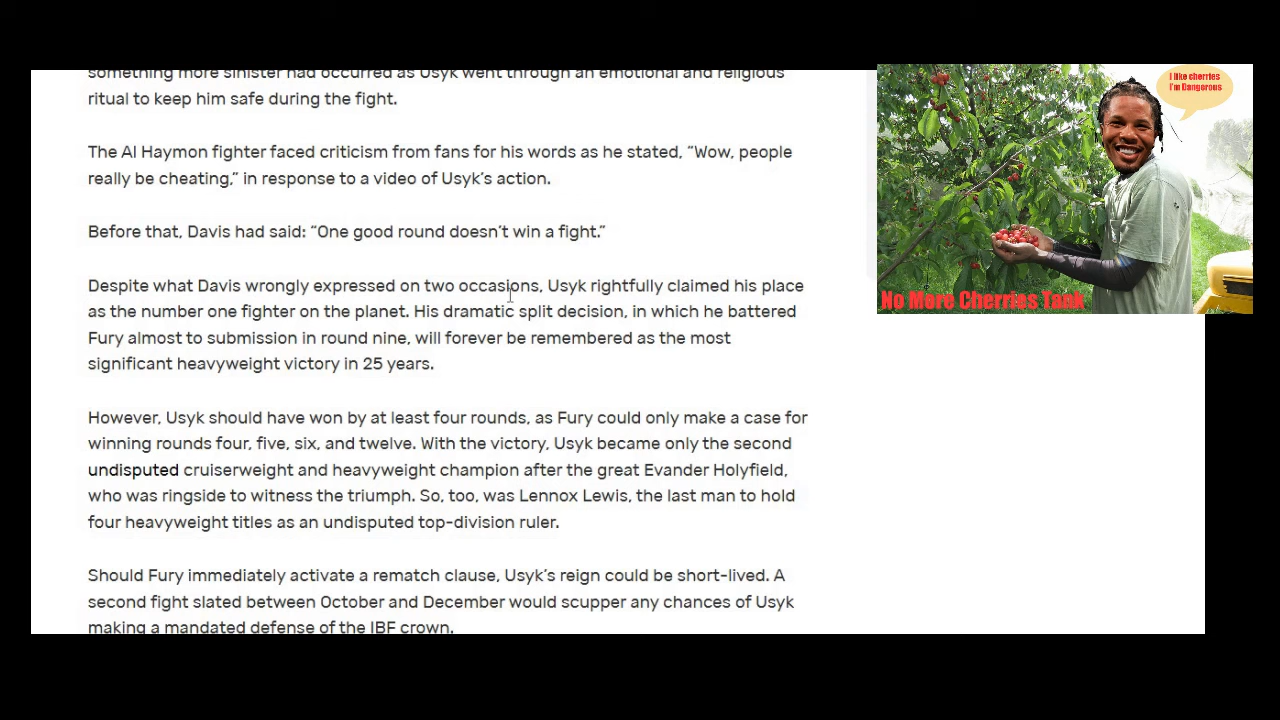 something more sinister had occurred as Usyk went through an emotional and religious
ritual to keep him safe during the fight.
The Al Haymon fighter faced criticism from fans for his words as he stated, “Wow, people
really be cheating,” in response to a video of Usyk’s action.
Before that, Davis had said: “One good round doesn’t win a fight.”
Despite what Davis wrongly expressed on two occasions, Usyk rightfully claimed his place
as the number one fighter on the planet. His dramatic split decision, in which he battered
Fury almost to submission in round nine, will forever be remembered as the most
significant heavyweight victory in 25 years.
However, Usyk should have won by at least four rounds, as Fury could only make a case for
winning rounds four, five, six, and twelve. With the victory, Usyk became only the second
undisputed cruiserweight and heavyweight champion after the great Evander Holyfield,
who was ringside to witness the triumph. So, too, was Lennox Lewis, the last man to hold
four heavyweight titles as an undisputed top-division ruler.
Should Fury immediately activate a rematch clause, Usyk’s reign could be short-lived. A
second fight slated between October and December would scupper any chances of Usyk
making a mandated defense of the IBF crown.
I like cherries
I'm Dangerous
No More Cherries Tank